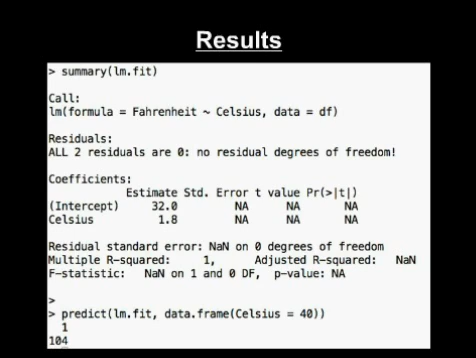 Results
> summary(lm.fit)
Call:
lm(formula = Fahrenheit ~ Celsius, data = df)
Residuals:
ALL 2 residuals are 0: no residual degrees of freedom!
Coefficients:
Estimate Std. Error t value Pr(>|t|)
(Intercept) 32.0 NA NA NA
Celsius 1.8 NA NA NA
Residual standard error: NaN on 0 degrees of freedom
Multiple R-squared: 1, Adjusted R-squared: NaN
F-statistic: NaN on 1 and 0 DF, p-value: NA
>
> predict(lm.fit, data.frame(Celsius = 40))
1
104